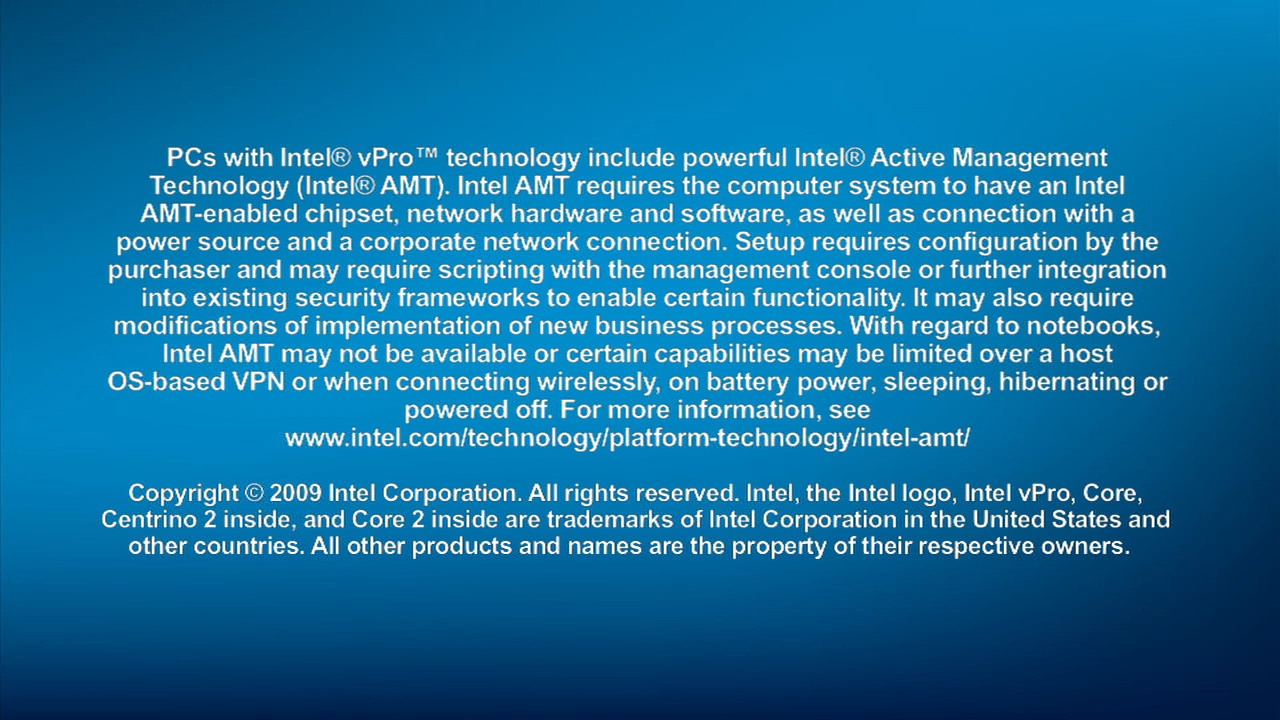 PCs with Intel® vPro™ technology include powerful Intel® Active Management
Technology (Intel® AMT). Intel AMT requires the computer system to have an Intel
AMT-enabled chipset, network hardware and software, as well as connection with a
power source and a corporate network connection. Setup requires configuration by the
purchaser and may require scripting with the management console or further integration
into existing security frameworks to enable certain functionality. It may also require
modifications of implementation of new business processes. With regard to notebooks,
Intel AMT may not be available or certain capabilities may be limited over a host
OS-based VPN or when connecting wirelessly, on battery power, sleeping, hibernating or
powered off. For more information, see
www.intel.com/technology/platform-technology/intel-amt/
Copyright © 2009 Intel Corporation. All rights reserved. Intel, the Intel logo, Intel vPro, Core,
Centrino 2 inside, and Core 2 inside are trademarks of Intel Corporation in the United States and
other countries. All other products and names are the property of their respective owners.